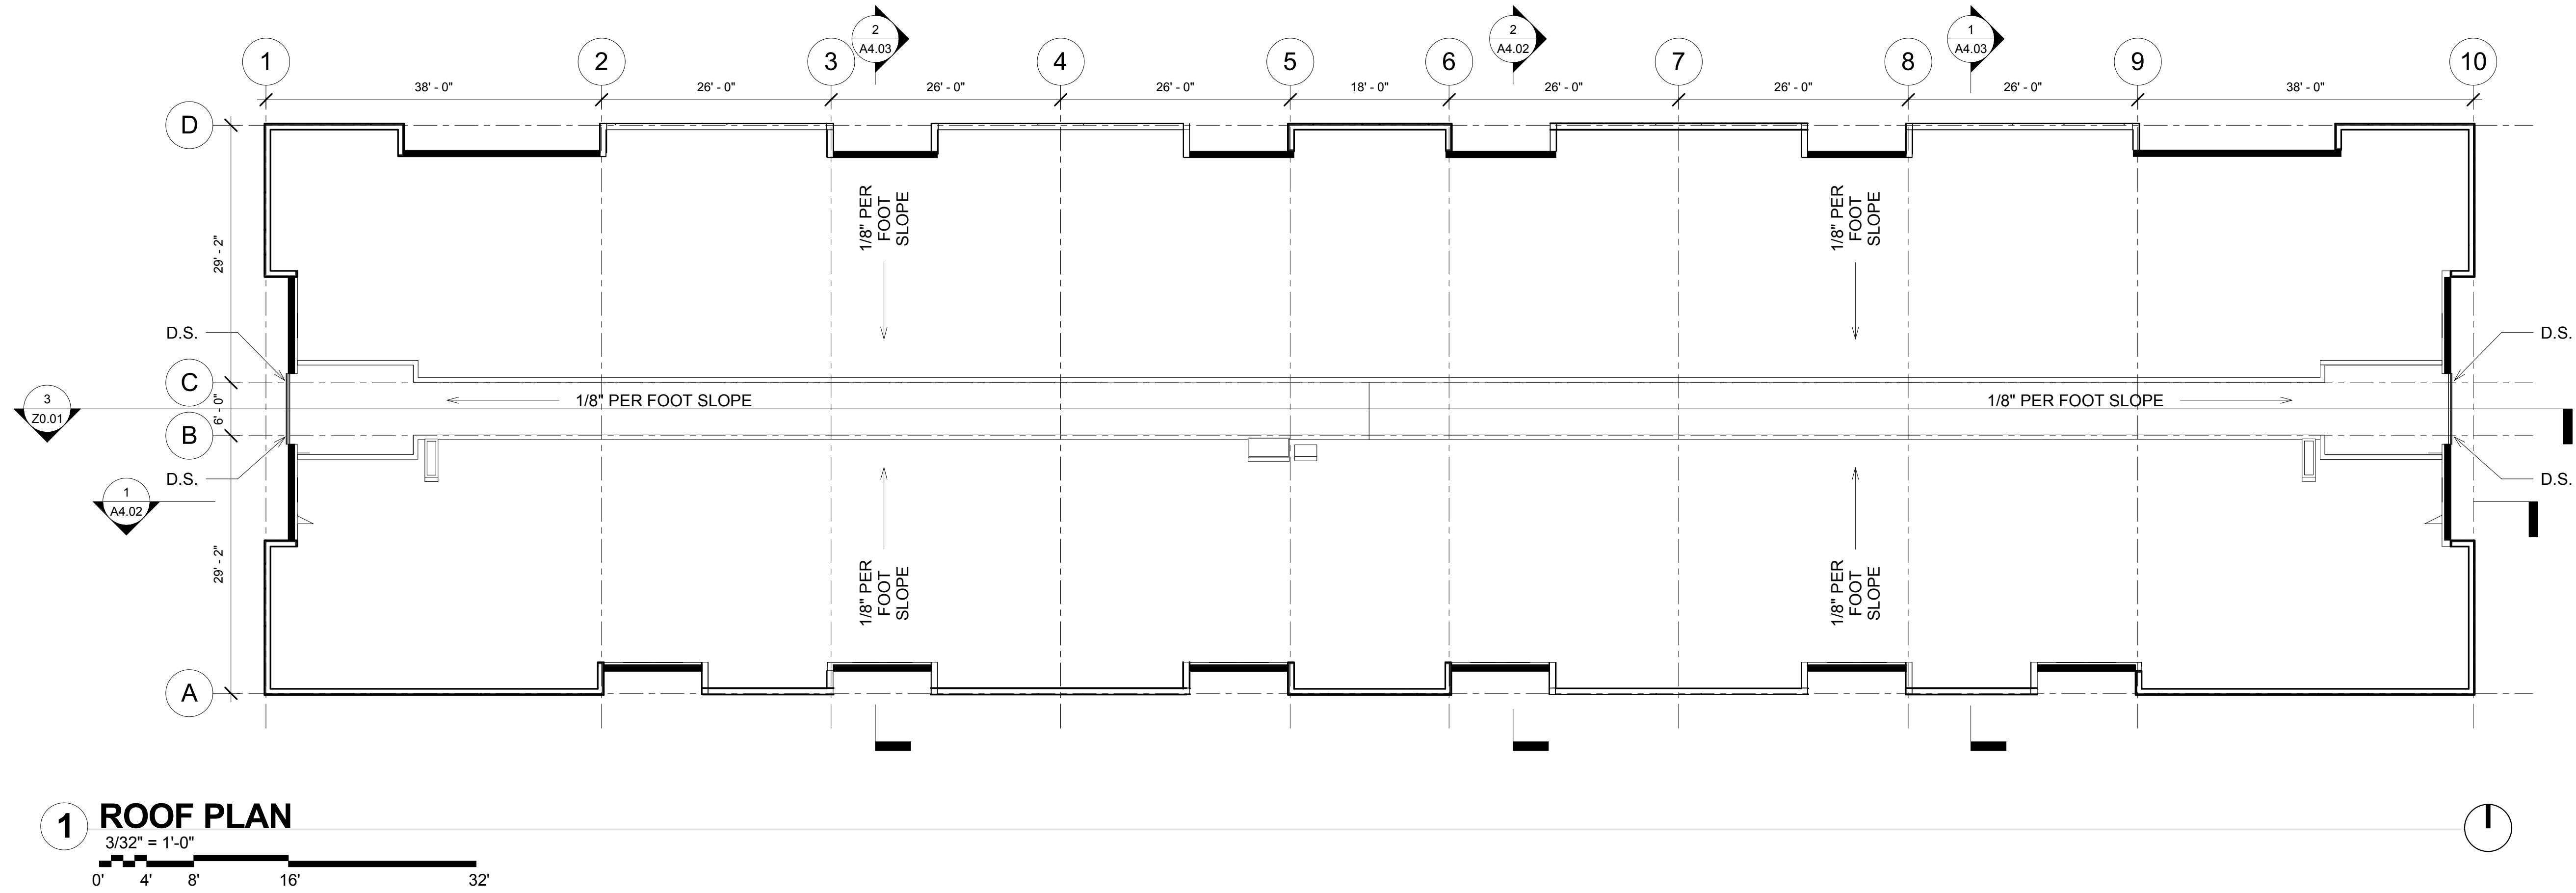 2
A4.03
2
A4.02
1
A4.03
1
2
3
4
5
6
7
8
9
10
38' - 0"
26' - 0"
26' - 0"
26' - 0"
18' - 0"
26' - 0"
26' - 0"
26' - 0"
38' - 0"
D
1/8" PER
FOOT
SLOPE
1/8" PER
FOOT
SLOPE
29' - 2"
D.S.
D.S.
C
3
Z0.01
6' - 0"
1/8" PER FOOT SLOPE
1/8" PER FOOT SLOPE
B
D.S.
D.S.
1
A4.02
29' - 2"
1/8" PER
FOOT
SLOPE
1/8" PER
FOOT
SLOPE
A
1
ROOF PLAN
3/32" = 1'-0"
0'
4'
8'
16'
32'